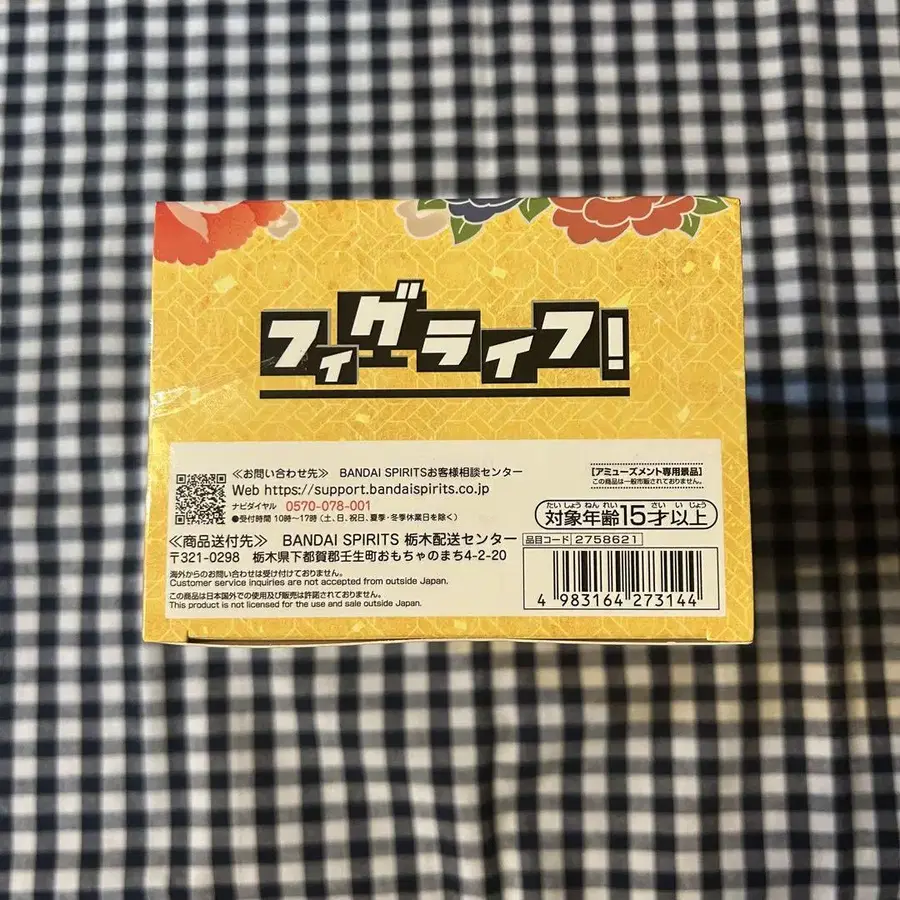 フィグライフ!
≪お問い合わせ先≫ BANDAI SPIRITSお客様相談センター
Web https://support.bandaispirits.co.jp
ナビダイヤル 0570-078-001
●受付時間 10時~17時(土、日、祝日、夏季・冬季休業日を除く)
≪商品送付先≫ BANDAI SPIRITS 栃木配送センター
〒321-0298 栃木県下都賀郡壬生町おもちゃのまち4-2-20
海外からのお問い合わせは受け付けておりません。
Customer service inquiries are not accepted from outside Japan.
この商品は日本国外での使用及び販売は許諾されておりません。
This product is not licensed for the use and sale outside Japan.
[アミューズメント専用景品]
この商品は一般市販されておりません。
たいしょうねんれい さいいじょう
対象年齢15才以上
品目コード 2758621
4 983164 273144